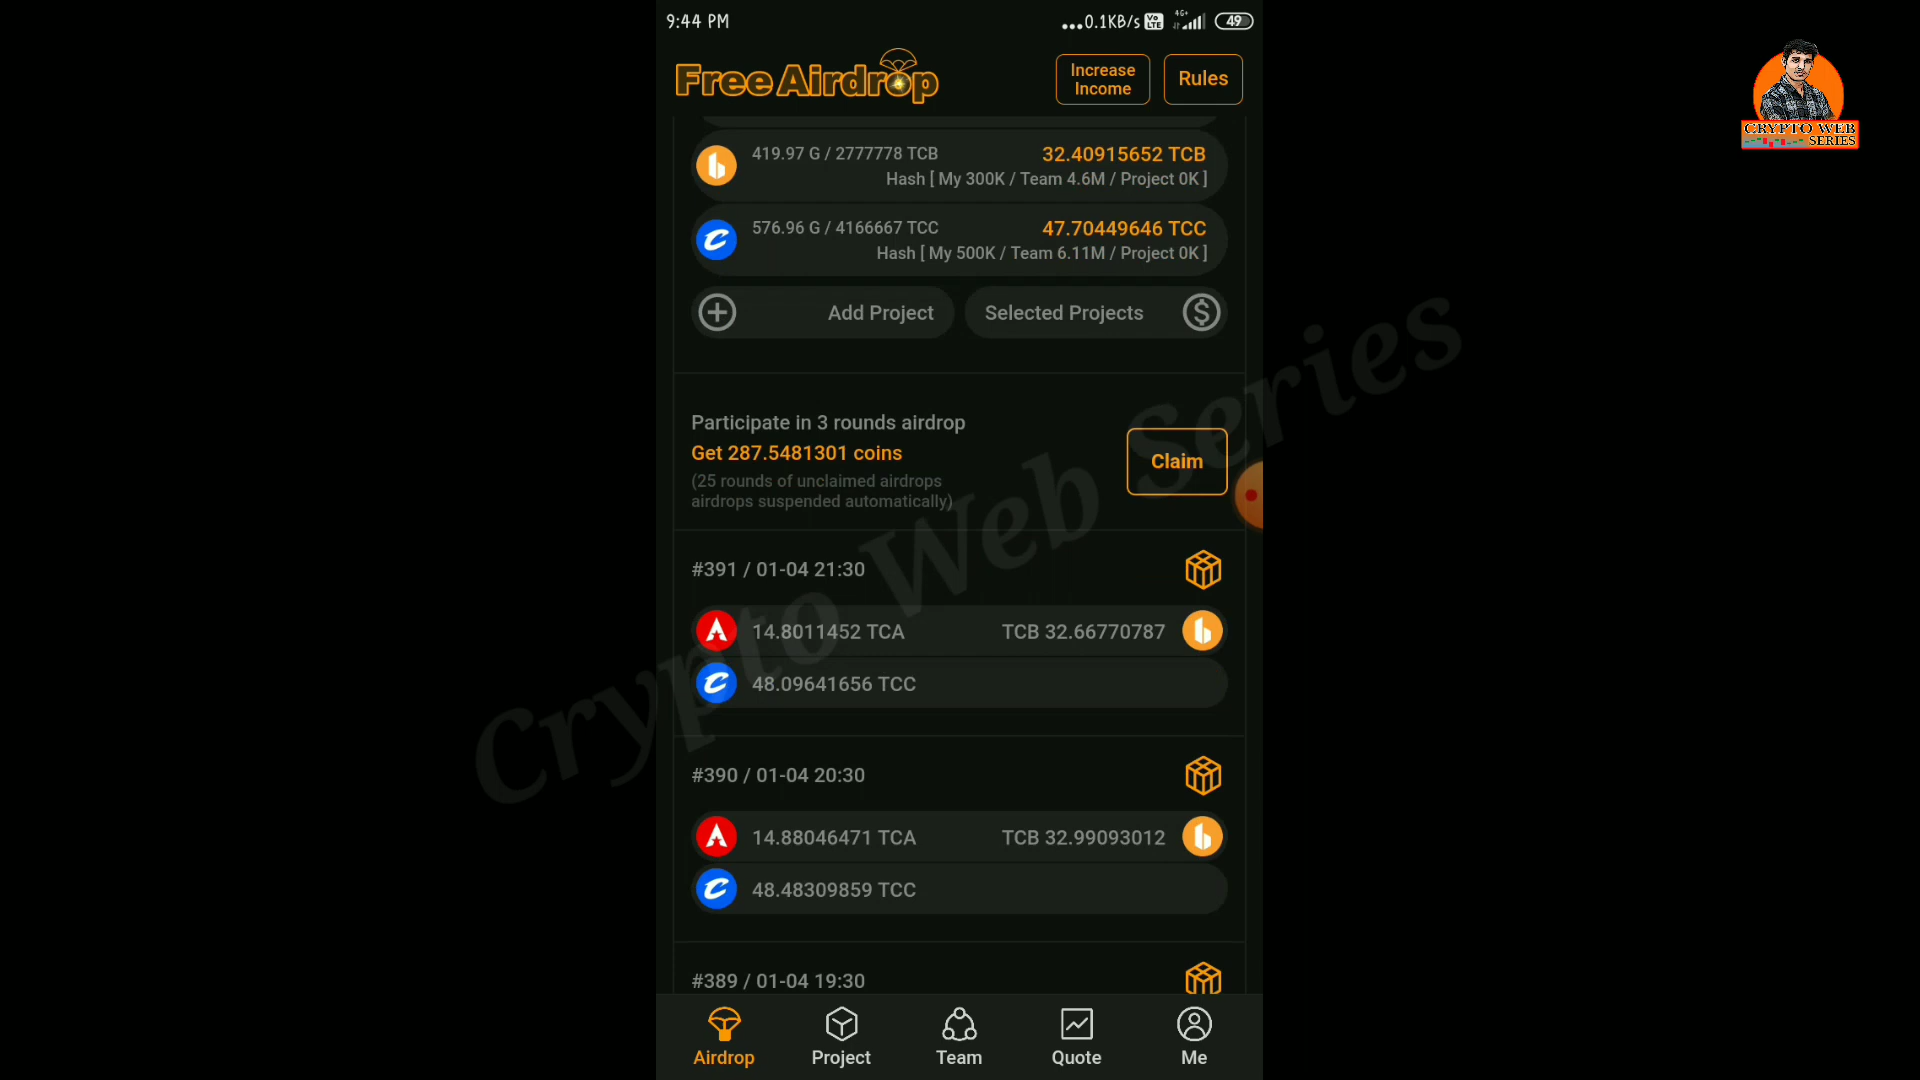 9:44 PM
...0.1KB/s Vo LTE 4G+ 49
Free Airdrop
Increase Income
Rules
419.97 G / 2777778 TCB
32.40915652 TCB
Hash [ My 300K / Team 4.6M / Project 0K ]
576.96 G / 4166667 TCC
47.70449646 TCC
Hash [ My 500K / Team 6.11M / Project 0K ]
Add Project
Selected Projects
Participate in 3 rounds airdrop
Get 287.5481301 coins
(25 rounds of unclaimed airdrops
airdrops suspended automatically)
Claim
#391 / 01-04 21:30
14.8011452 TCA
TCB 32.66770787
48.09641656 TCC
#390 / 01-04 20:30
14.88046471 TCA
TCB 32.99093012
48.48309859 TCC
#389 / 01-04 19:30
Airdrop
Project
Team
Quote
Me
Crypto Web Series
CRYPTO WEB
SERIES